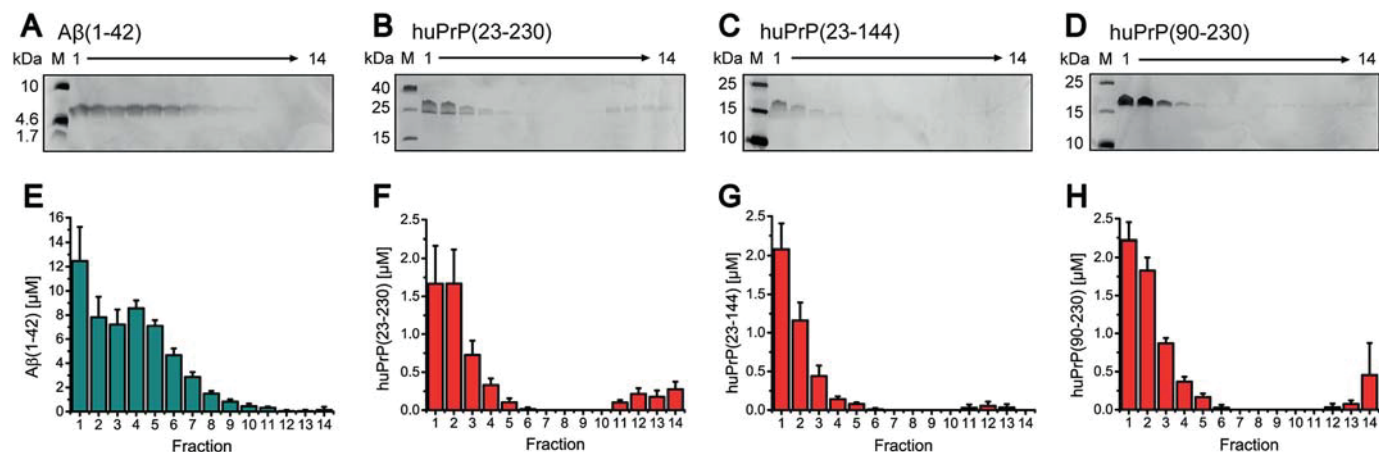 A Aβ(1-42)
kDa M 1 14
10
4.6
1.7
B huPrP(23-230)
kDa M 1 14
40
25
15
C huPrP(23-144)
kDa M 1 14
25
15
10
D huPrP(90-230)
kDa M 1 14
25
15
10
E
Aβ(1-42) [µM]
16
14
12
10
8
6
4
2
0
1 2 3 4 5 6 7 8 9 10 11 12 13 14
Fraction
F
huPrP(23-230) [µM]
2.5
2.0
1.5
1.0
0.5
0.0
1 2 3 4 5 6 7 8 9 10 11 12 13 14
Fraction
G
huPrP(23-144) [µM]
2.5
2.0
1.5
1.0
0.5
0.0
1 2 3 4 5 6 7 8 9 10 11 12 13 14
Fraction
H
huPrP(90-230) [µM]
2.5
2.0
1.5
1.0
0.5
0.0
1 2 3 4 5 6 7 8 9 10 11 12 13 14
Fraction